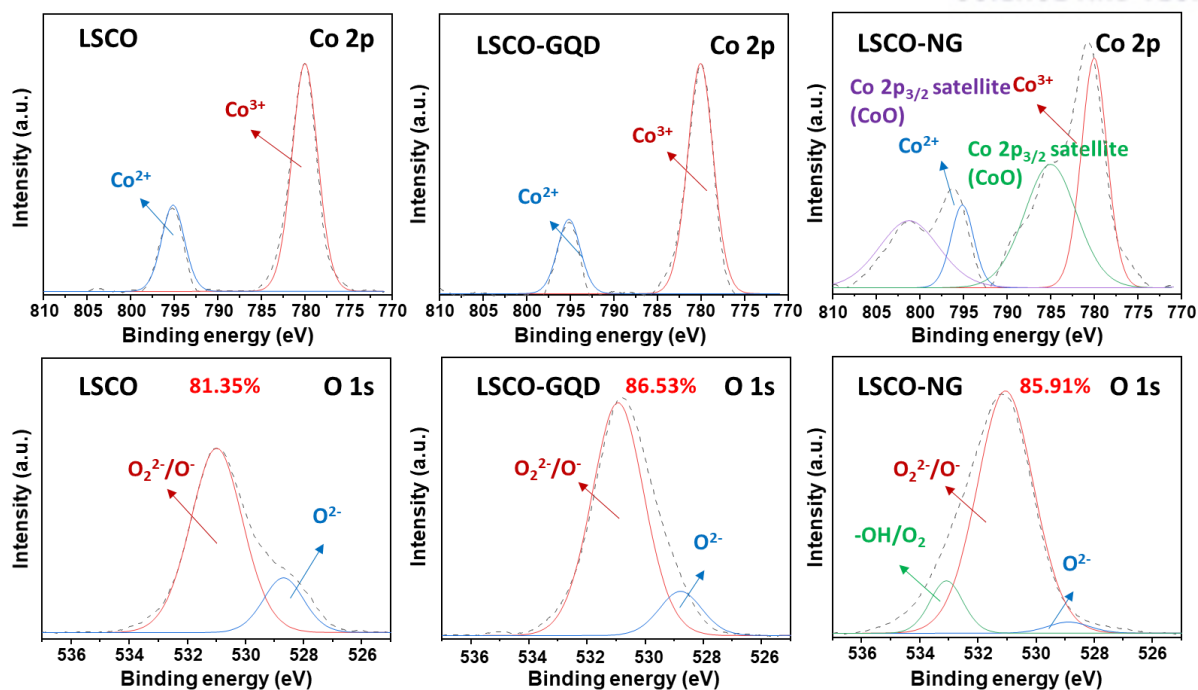 LSCO
Co 2p
Co³⁺
Co²⁺
Intensity (a.u.)
810 805 800 795 790 785 780 775 770
Binding energy (eV)
LSCO-GQD
Co 2p
Co³⁺
Co²⁺
Intensity (a.u.)
810 805 800 795 790 785 780 775 770
Binding energy (eV)
LSCO-NG
Co 2p
Co 2p₃/₂ satellite
(CoO)
Co³⁺
Co²⁺
Co 2p₃/₂ satellite
(CoO)
Intensity (a.u.)
810 805 800 795 790 785 780 775 770
Binding energy (eV)
LSCO
81.35%
O 1s
O₂²⁻/O⁻
O²⁻
Intensity (a.u.)
536 534 532 530 528 526
Binding energy (eV)
LSCO-GQD
86.53%
O 1s
O₂²⁻/O⁻
O²⁻
Intensity (a.u.)
536 534 532 530 528 526
Binding energy (eV)
LSCO-NG
85.91%
O 1s
O₂²⁻/O⁻
-OH/O₂
O²⁻
Intensity (a.u.)
536 534 532 530 528 526
Binding energy (eV)